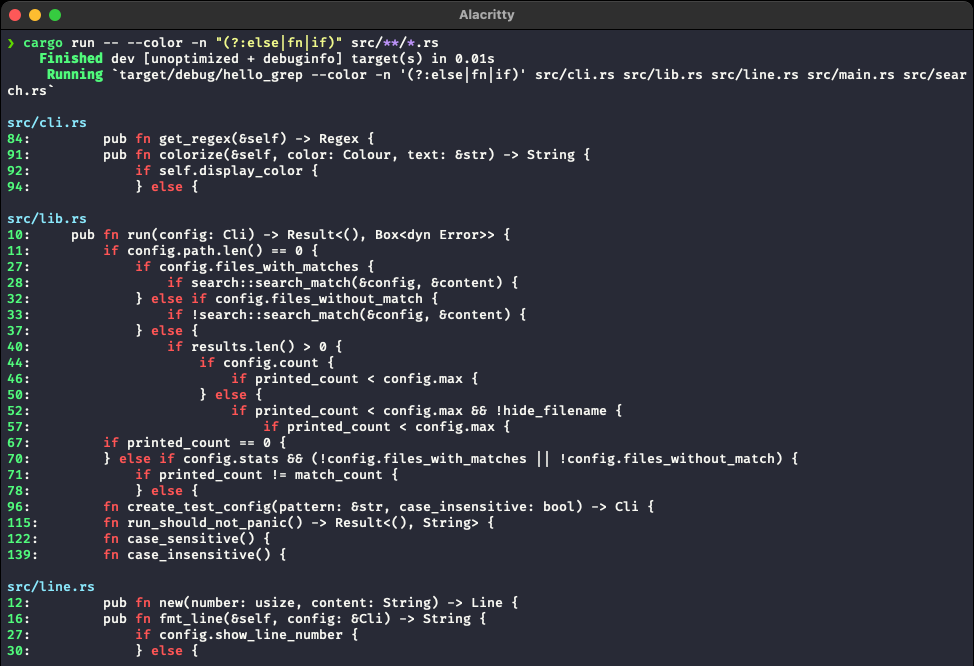 Alacritty
❯ cargo run -- --color -n "(?:else|fn|if)" src/**/*.rs
    Finished dev [unoptimized + debuginfo] target(s) in 0.01s
     Running `target/debug/hello_grep --color -n '(?:else|fn|if)' src/cli.rs src/lib.rs src/line.rs src/main.rs src/sear
ch.rs`
src/cli.rs
84:         pub fn get_regex(&self) -> Regex {
91:         pub fn colorize(&self, color: Colour, text: &str) -> String {
92:             if self.display_color {
94:             } else {
src/lib.rs
10:     pub fn run(config: Cli) -> Result<(), Box<dyn Error>> {
11:         if config.path.len() == 0 {
27:             if config.files_with_matches {
28:                 if search::search_match(&config, &content) {
32:             } else if config.files_without_match {
33:                 if !search::search_match(&config, &content) {
37:             } else {
40:                 if results.len() > 0 {
44:                     if config.count {
46:                         if printed_count < config.max {
50:                     } else {
52:                         if printed_count < config.max && !hide_filename {
57:                             if printed_count < config.max {
67:         if printed_count == 0 {
70:         } else if config.stats && (!config.files_with_matches || !config.files_without_match) {
71:             if printed_count != match_count {
78:             } else {
96:         fn create_test_config(pattern: &str, case_insensitive: bool) -> Cli {
115:        fn run_should_not_panic() -> Result<(), String> {
122:        fn case_sensitive() {
139:        fn case_insensitive() {
src/line.rs
12:         pub fn new(number: usize, content: String) -> Line {
16:         pub fn fmt_line(&self, config: &Cli) -> String {
27:             if config.show_line_number {
30:             } else {